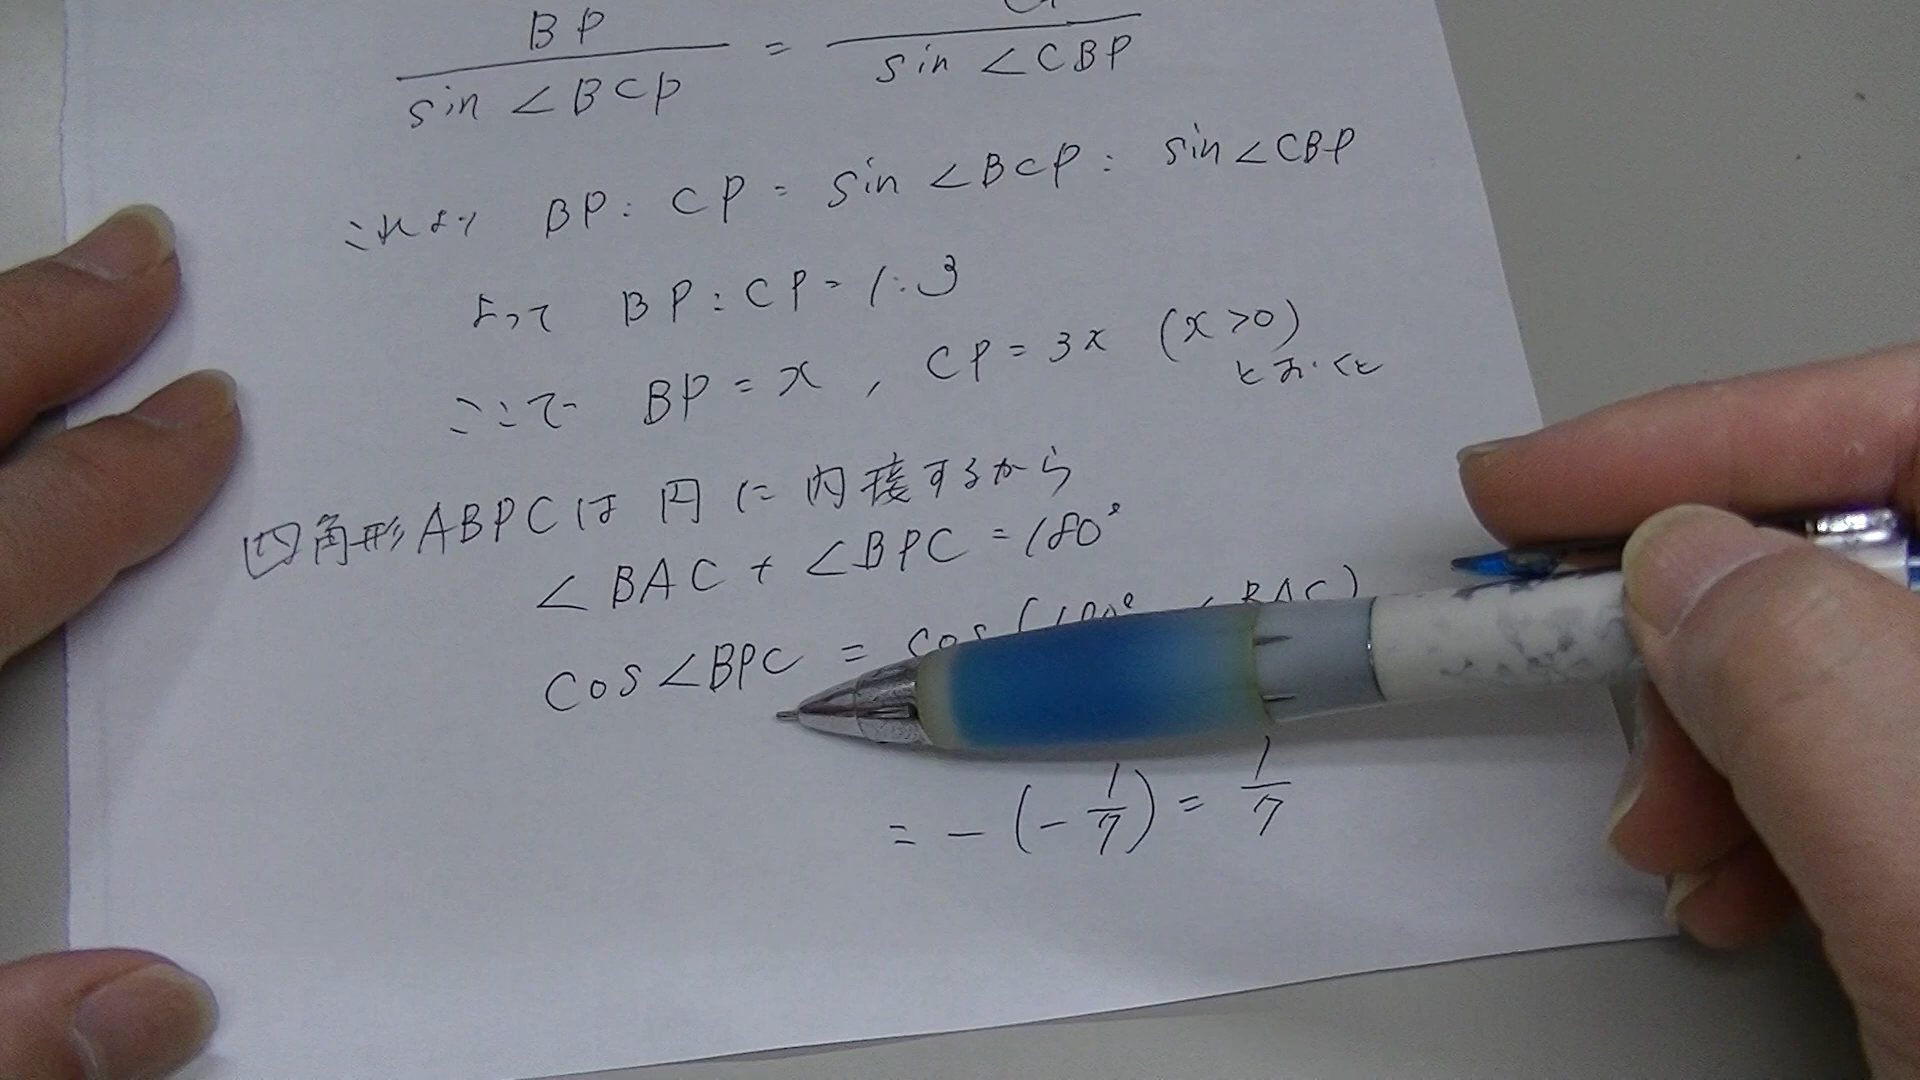 BP/sin ∠BCP = /sin ∠CBP
これより BP : CP = sin ∠BCP : sin ∠CBP
よって BP : CP = 1 : 3
ここで BP = x , CP = 3x (x > 0)
とおくと
四角形ABPCは円に内接するから
∠BAC + ∠BPC = 180°
cos ∠BPC = cos ( BAC)
= -(-1/7) = 1/7